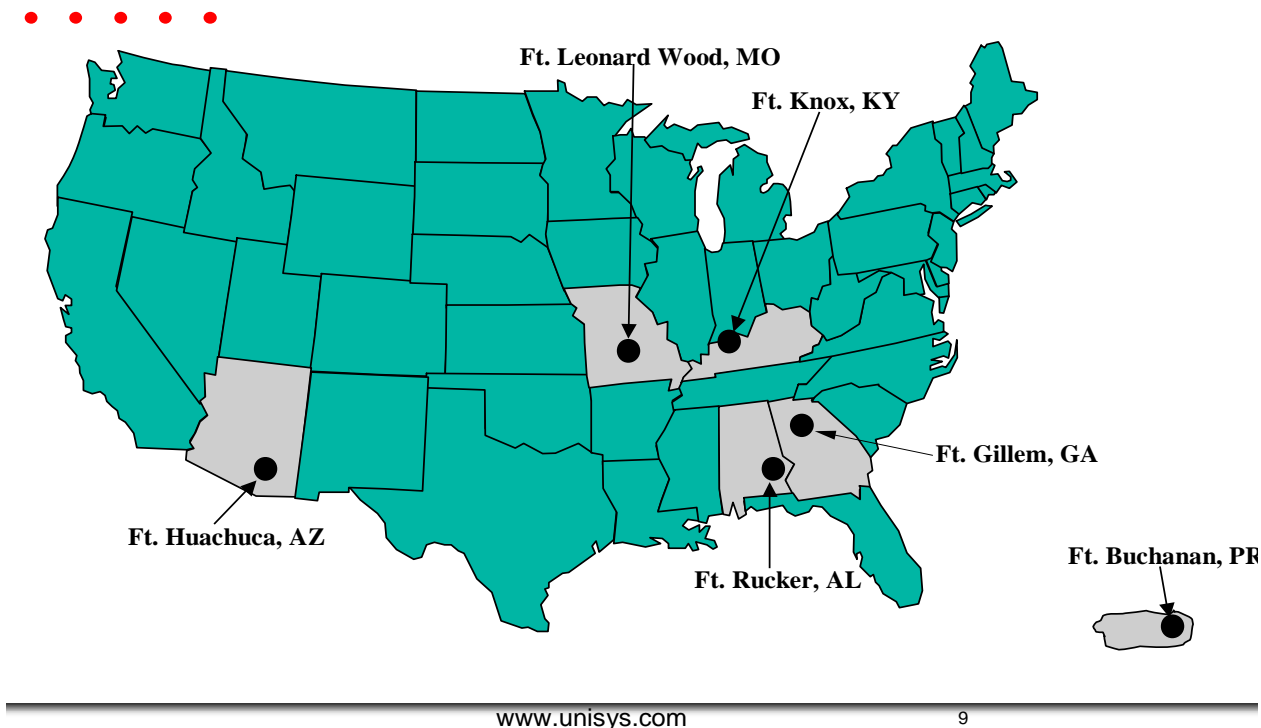 Ft. Leonard Wood, MO
Ft. Knox, KY
Ft. Gillem, GA
Ft. Huachuca, AZ
Ft. Rucker, AL
Ft. Buchanan, PR
www.unisys.com
9